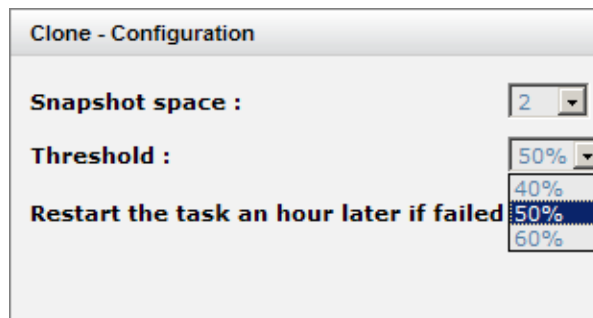 Clone - Configuration
Snapshot space : 2
Threshold : 50%
40%
Restart the task an hour later if failed 50%
60%